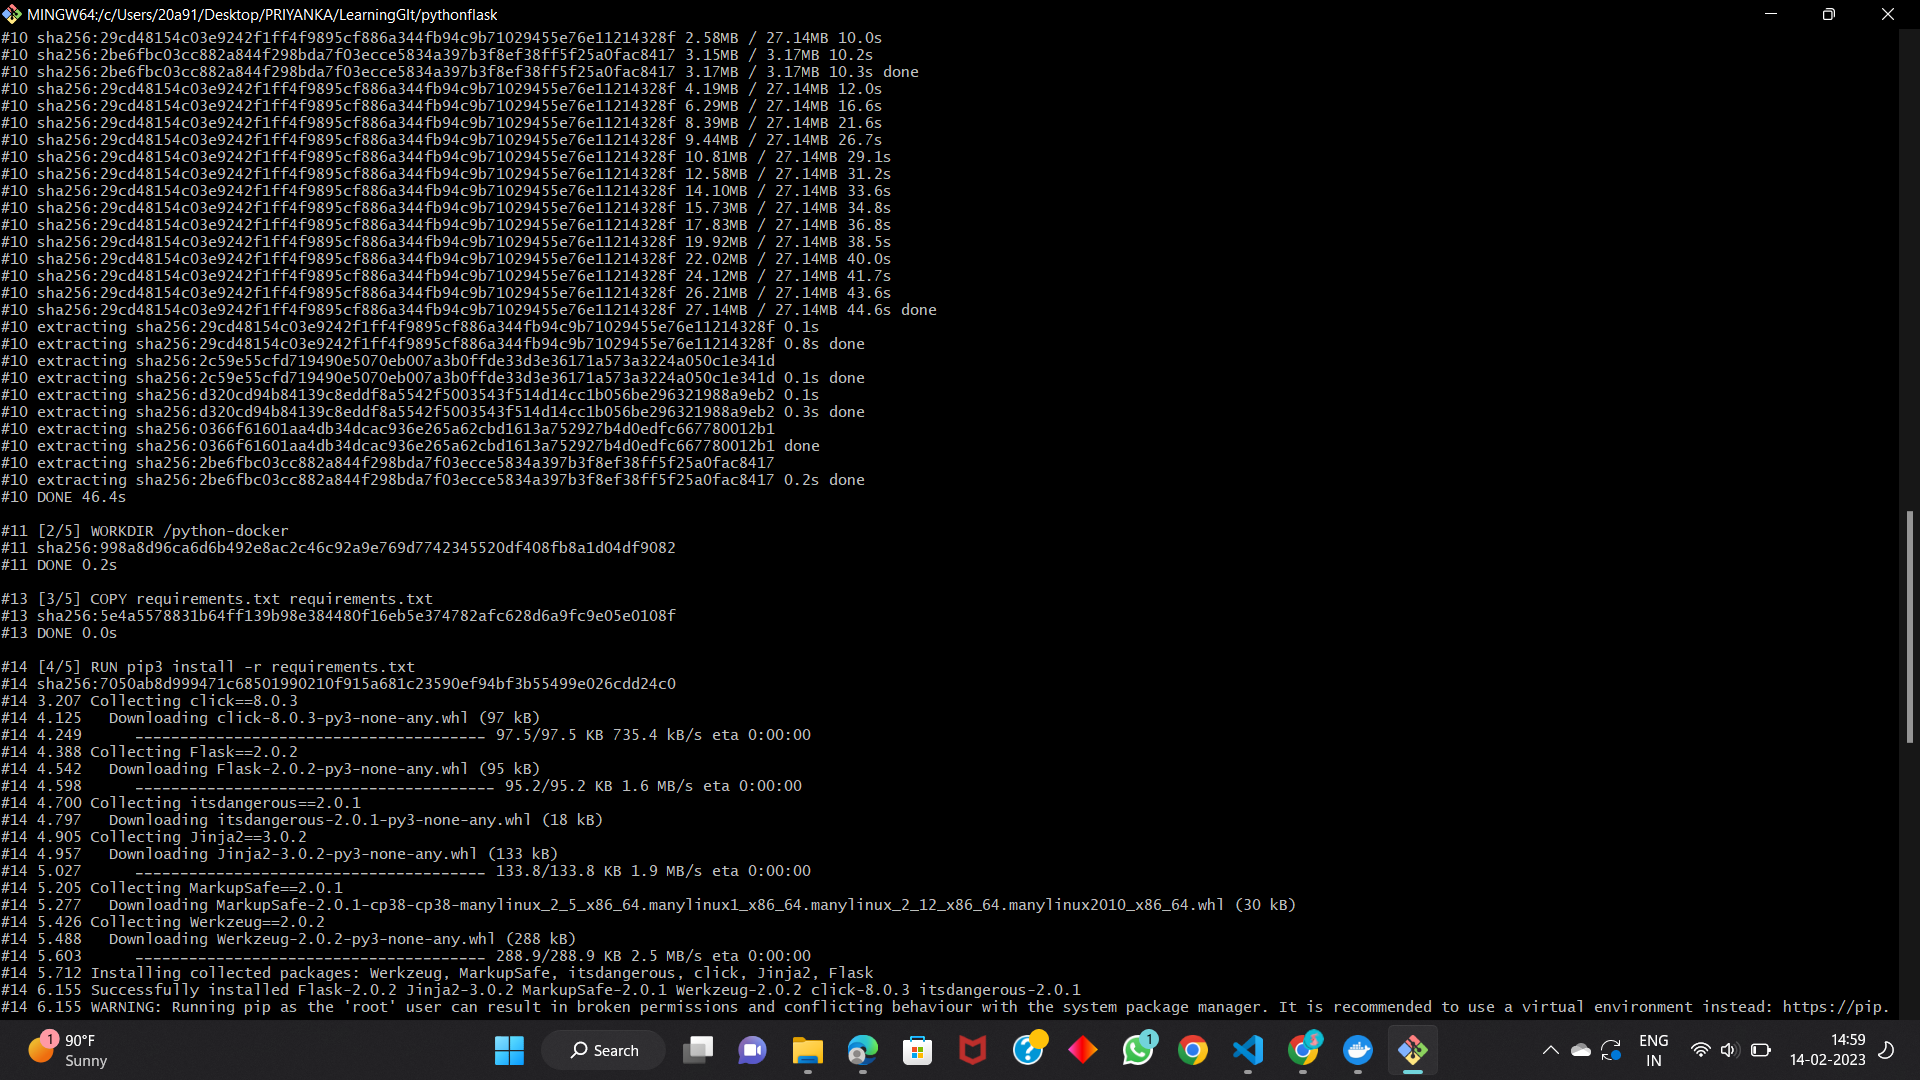 MINGW64:/c/Users/20a91/Desktop/PRIYANKA/LearningGIt/pythonflask
#10 sha256:29cd48154c03e9242f1ff4f9895cf886a344fb94c9b71029455e76e11214328f 2.58MB / 27.14MB 10.0s
#10 sha256:2be6fbc03cc882a844f298bda7f03ecce5834a397b3f8ef38ff5f25a0fac8417 3.15MB / 3.17MB 10.2s
#10 sha256:2be6fbc03cc882a844f298bda7f03ecce5834a397b3f8ef38ff5f25a0fac8417 3.17MB / 3.17MB 10.3s done
#10 sha256:29cd48154c03e9242f1ff4f9895cf886a344fb94c9b71029455e76e11214328f 4.19MB / 27.14MB 12.0s
#10 sha256:29cd48154c03e9242f1ff4f9895cf886a344fb94c9b71029455e76e11214328f 6.29MB / 27.14MB 16.6s
#10 sha256:29cd48154c03e9242f1ff4f9895cf886a344fb94c9b71029455e76e11214328f 8.39MB / 27.14MB 21.6s
#10 sha256:29cd48154c03e9242f1ff4f9895cf886a344fb94c9b71029455e76e11214328f 9.44MB / 27.14MB 26.7s
#10 sha256:29cd48154c03e9242f1ff4f9895cf886a344fb94c9b71029455e76e11214328f 10.81MB / 27.14MB 29.1s
#10 sha256:29cd48154c03e9242f1ff4f9895cf886a344fb94c9b71029455e76e11214328f 12.58MB / 27.14MB 31.2s
#10 sha256:29cd48154c03e9242f1ff4f9895cf886a344fb94c9b71029455e76e11214328f 14.10MB / 27.14MB 33.6s
#10 sha256:29cd48154c03e9242f1ff4f9895cf886a344fb94c9b71029455e76e11214328f 15.73MB / 27.14MB 34.8s
#10 sha256:29cd48154c03e9242f1ff4f9895cf886a344fb94c9b71029455e76e11214328f 17.83MB / 27.14MB 36.8s
#10 sha256:29cd48154c03e9242f1ff4f9895cf886a344fb94c9b71029455e76e11214328f 19.92MB / 27.14MB 38.5s
#10 sha256:29cd48154c03e9242f1ff4f9895cf886a344fb94c9b71029455e76e11214328f 22.02MB / 27.14MB 40.0s
#10 sha256:29cd48154c03e9242f1ff4f9895cf886a344fb94c9b71029455e76e11214328f 24.12MB / 27.14MB 41.7s
#10 sha256:29cd48154c03e9242f1ff4f9895cf886a344fb94c9b71029455e76e11214328f 26.21MB / 27.14MB 43.6s
#10 sha256:29cd48154c03e9242f1ff4f9895cf886a344fb94c9b71029455e76e11214328f 27.14MB / 27.14MB 44.6s done
#10 extracting sha256:29cd48154c03e9242f1ff4f9895cf886a344fb94c9b71029455e76e11214328f 0.1s
#10 extracting sha256:29cd48154c03e9242f1ff4f9895cf886a344fb94c9b71029455e76e11214328f 0.8s done
#10 extracting sha256:2c59e55cfd719490e5070eb007a3b0ffde33d3e36171a573a3224a050c1e341d
#10 extracting sha256:2c59e55cfd719490e5070eb007a3b0ffde33d3e36171a573a3224a050c1e341d 0.1s done
#10 extracting sha256:d320cd94b84139c8eddf8a5542f5003543f514d14cc1b056be296321988a9eb2 0.1s
#10 extracting sha256:d320cd94b84139c8eddf8a5542f5003543f514d14cc1b056be296321988a9eb2 0.3s done
#10 extracting sha256:0366f61601aa4db34dcac936e265a62cbd1613a752927b4d0edfc667780012b1
#10 extracting sha256:0366f61601aa4db34dcac936e265a62cbd1613a752927b4d0edfc667780012b1 done
#10 extracting sha256:2be6fbc03cc882a844f298bda7f03ecce5834a397b3f8ef38ff5f25a0fac8417
#10 extracting sha256:2be6fbc03cc882a844f298bda7f03ecce5834a397b3f8ef38ff5f25a0fac8417 0.2s done
#10 DONE 46.4s
#11 [2/5] WORKDIR /python-docker
#11 sha256:998a8d96ca6d6b492e8ac2c46c92a9e769d7742345520df408fb8a1d04df9082
#11 DONE 0.2s
#13 [3/5] COPY requirements.txt requirements.txt
#13 sha256:5e4a5578831b64ff139b98e384480f16eb5e374782afc628d6a9fc9e05e0108f
#13 DONE 0.0s
#14 [4/5] RUN pip3 install -r requirements.txt
#14 sha256:7050ab8d999471c68501990210f915a681c23590ef94bf3b55499e026cdd24c0
#14 3.207 Collecting click==8.0.3
#14 4.125   Downloading click-8.0.3-py3-none-any.whl (97 kB)
#14 4.249      --------------------------------------- 97.5/97.5 KB 735.4 kB/s eta 0:00:00
#14 4.388 Collecting Flask==2.0.2
#14 4.542   Downloading Flask-2.0.2-py3-none-any.whl (95 kB)
#14 4.598      ---------------------------------------- 95.2/95.2 KB 1.6 MB/s eta 0:00:00
#14 4.700 Collecting itsdangerous==2.0.1
#14 4.797   Downloading itsdangerous-2.0.1-py3-none-any.whl (18 kB)
#14 4.905 Collecting Jinja2==3.0.2
#14 4.957   Downloading Jinja2-3.0.2-py3-none-any.whl (133 kB)
#14 5.027      --------------------------------------- 133.8/133.8 KB 1.9 MB/s eta 0:00:00
#14 5.205 Collecting MarkupSafe==2.0.1
#14 5.277   Downloading MarkupSafe-2.0.1-cp38-cp38-manylinux_2_5_x86_64.manylinux1_x86_64.manylinux_2_12_x86_64.manylinux2010_x86_64.whl (30 kB)
#14 5.426 Collecting Werkzeug==2.0.2
#14 5.488   Downloading Werkzeug-2.0.2-py3-none-any.whl (288 kB)
#14 5.603      --------------------------------------- 288.9/288.9 KB 2.5 MB/s eta 0:00:00
#14 5.712 Installing collected packages: Werkzeug, MarkupSafe, itsdangerous, click, Jinja2, Flask
#14 6.155 Successfully installed Flask-2.0.2 Jinja2-3.0.2 MarkupSafe-2.0.1 Werkzeug-2.0.2 click-8.0.3 itsdangerous-2.0.1
#14 6.155 WARNING: Running pip as the 'root' user can result in broken permissions and conflicting behaviour with the system package manager. It is recommended to use a virtual environment instead: https://pip.
1
90°F
Sunny
Search
1
ENG
IN
14:59
14-02-2023